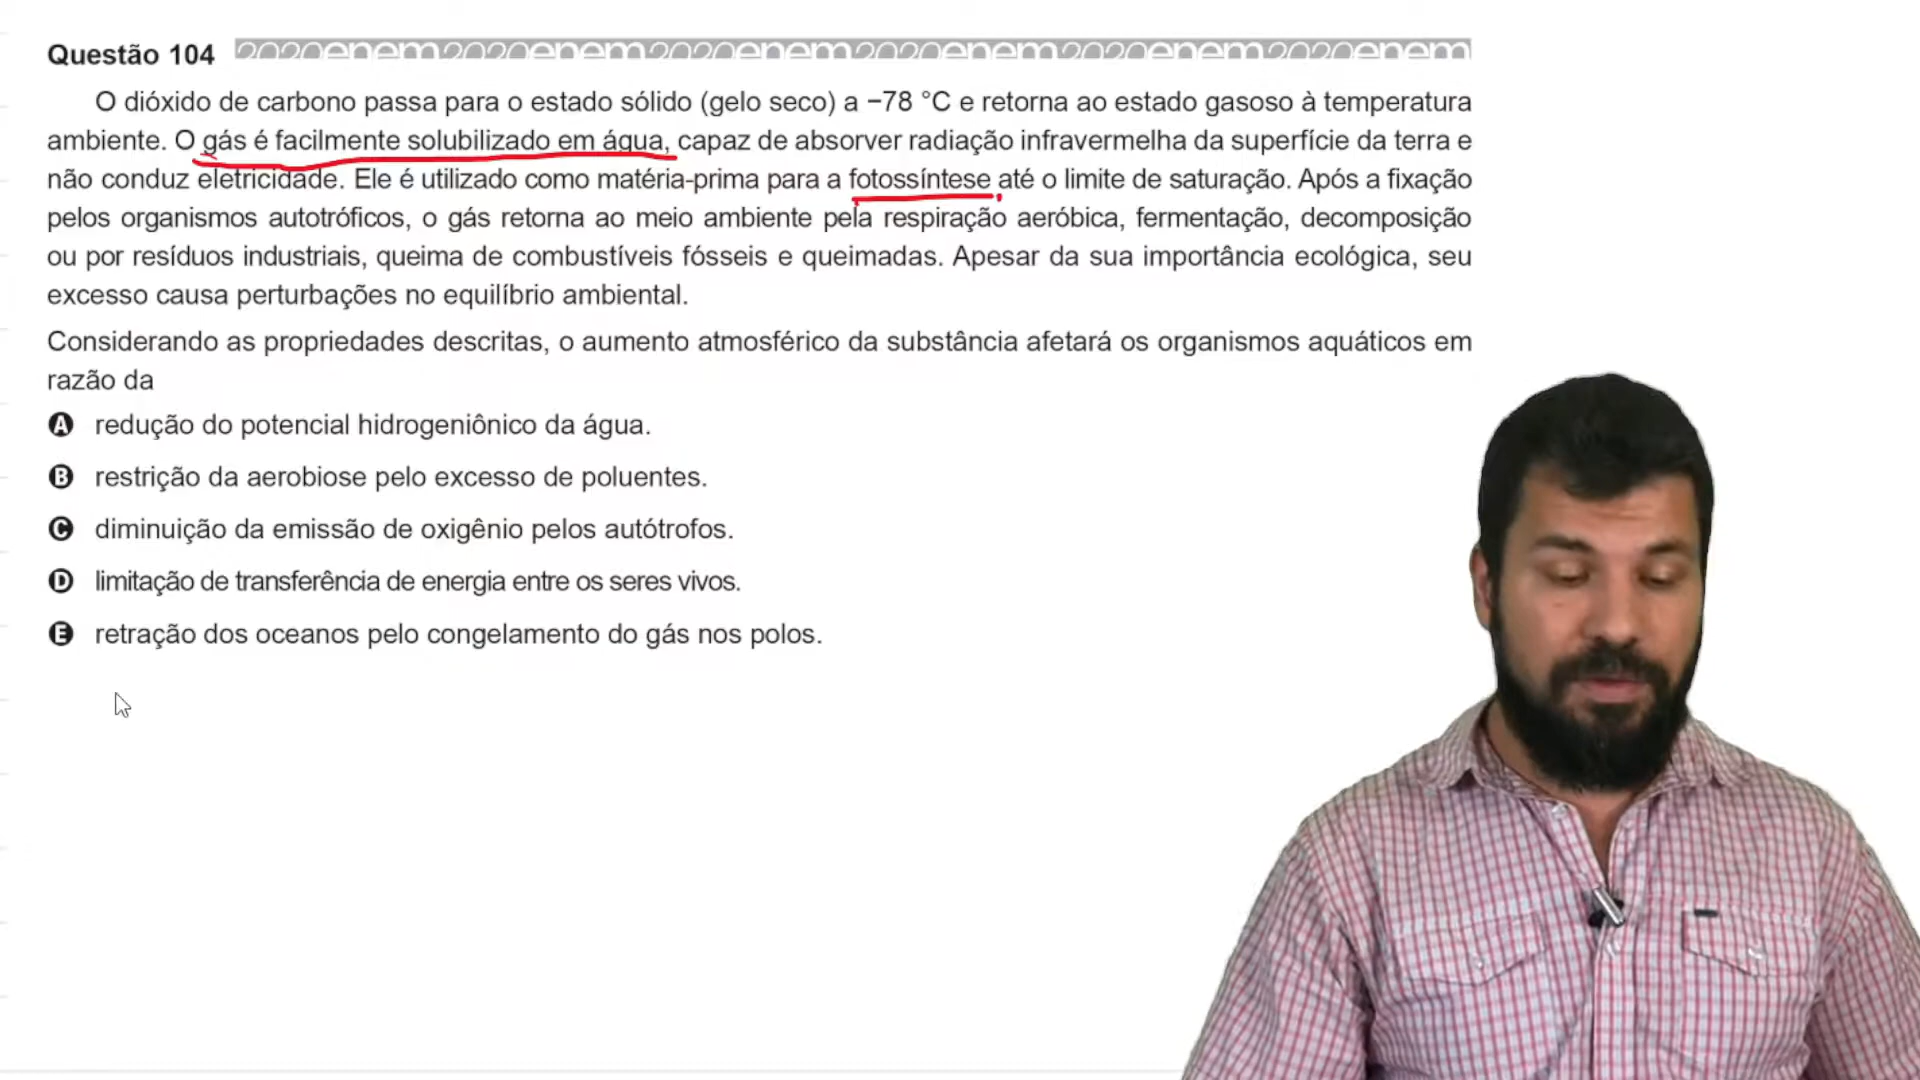 Questão 104 2020enem2020enem2020enem2020enem2020enem2020enem
O dióxido de carbono passa para o estado sólido (gelo seco) a −78 °C e retorna ao estado gasoso à temperatura
ambiente. O gás é facilmente solubilizado em água, capaz de absorver radiação infravermelha da superfície da terra e
não conduz eletricidade. Ele é utilizado como matéria-prima para a fotossíntese até o limite de saturação. Após a fixação
pelos organismos autotróficos, o gás retorna ao meio ambiente pela respiração aeróbica, fermentação, decomposição
ou por resíduos industriais, queima de combustíveis fósseis e queimadas. Apesar da sua importância ecológica, seu
excesso causa perturbações no equilíbrio ambiental.
Considerando as propriedades descritas, o aumento atmosférico da substância afetará os organismos aquáticos em
razão da
A redução do potencial hidrogeniônico da água.
B restrição da aerobiose pelo excesso de poluentes.
C diminuição da emissão de oxigênio pelos autótrofos.
D limitação de transferência de energia entre os seres vivos.
E retração dos oceanos pelo congelamento do gás nos polos.